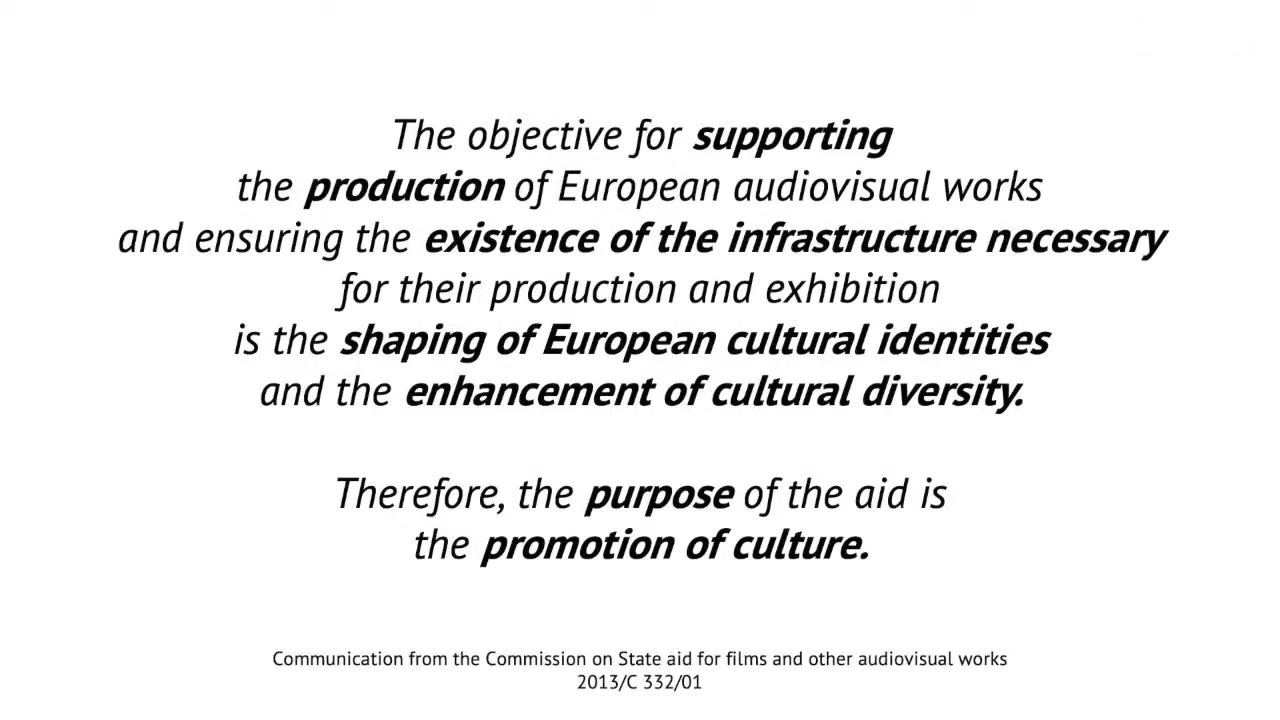 The objective for supporting
the production of European audiovisual works
and ensuring the existence of the infrastructure necessary
for their production and exhibition
is the shaping of European cultural identities
and the enhancement of cultural diversity.
Therefore, the purpose of the aid is
the promotion of culture.
Communication from the Commission on State aid for films and other audiovisual works
2013/C 332/01